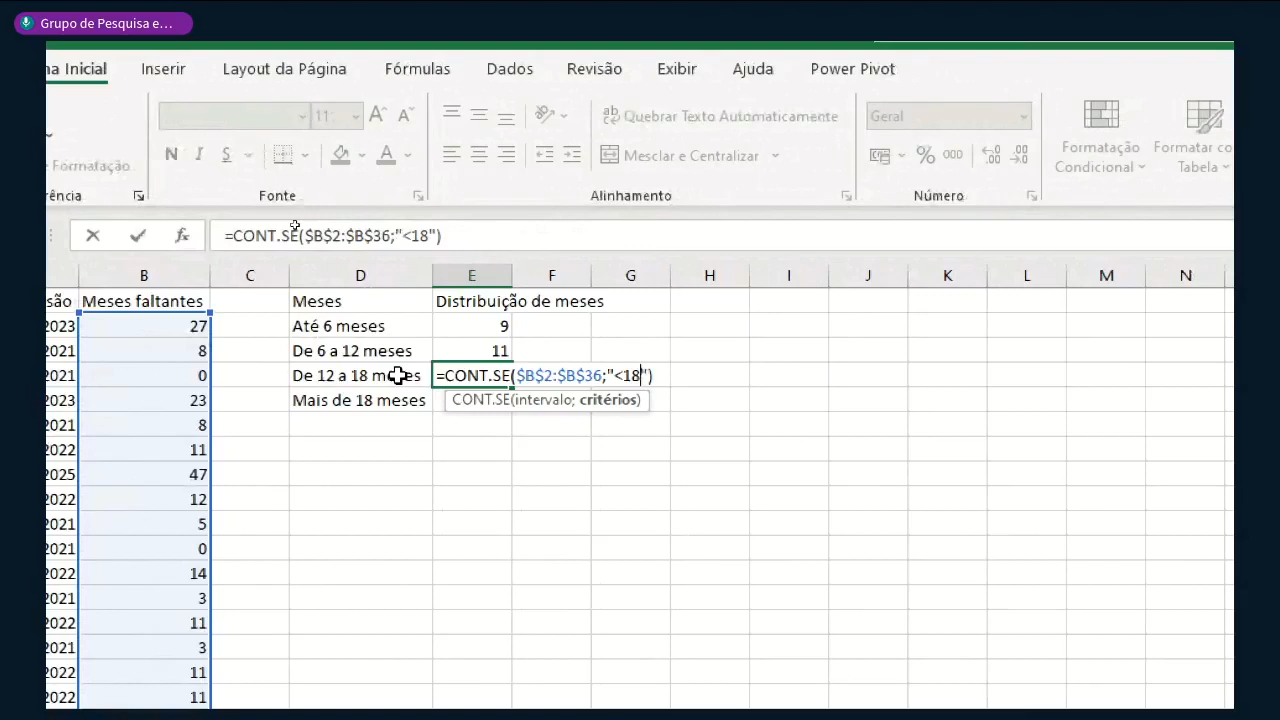 Grupo de Pesquisa e…
na Inicial Inserir Layout da Página Fórmulas Dados Revisão Exibir Ajuda Power Pivot
11 A A Quebrar Texto Automaticamente Geral
Formatação N I S A Mesclar e Centralizar % 000 Formatação Condicional Formatar co Tabela
rência Fonte Alinhamento Número
fx =CONT.SE($B$2:$B$36;"<18")
B C D E F G H I J K L M N
são Meses faltantes Meses Distribuição de meses
2023 27 Até 6 meses 9
2021 8 De 6 a 12 meses 11
2021 0 De 12 a 18 meses =CONT.SE($B$2:$B$36;"<18")
2023 23 Mais de 18 meses CONT.SE(intervalo; critérios)
2021 8
2022 11
2025 47
2022 12
2021 5
2021 0
2022 14
2021 3
2022 11
2021 3
2022 11
2022 11